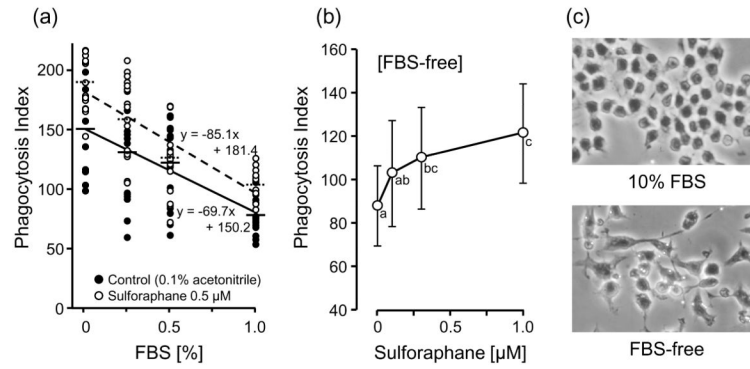 (a)
Phagocytosis Index
200
150
100
50
0
y = -85.1x
+ 181.4
y = -69.7x
+ 150.2
Control (0.1% acetonitrile)
Sulforaphane 0.5 µM
0
0.5
1.0
FBS [%]
(b)
Phagocytosis Index
160
140
120
100
80
60
40
[FBS-free]
a
ab
bc
c
0
0.5
1.0
Sulforaphane [µM]
(c)
10% FBS
FBS-free